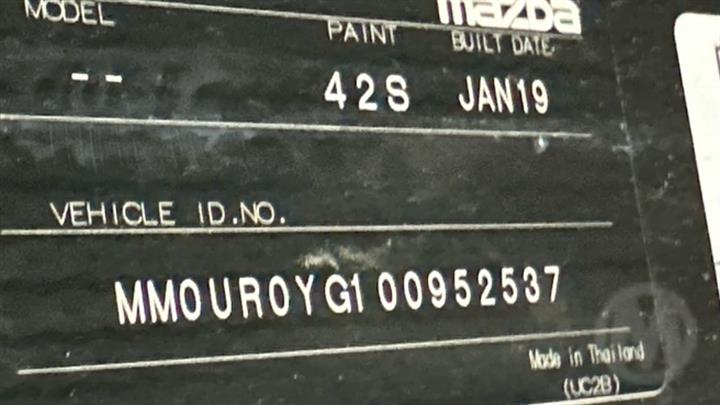 MODEL
mazda
PAINT
BUILT DATE
--
42S
JAN19
VEHICLE ID.NO.
MM0UR0YG100952537
Made in Thailand
(UC2B)